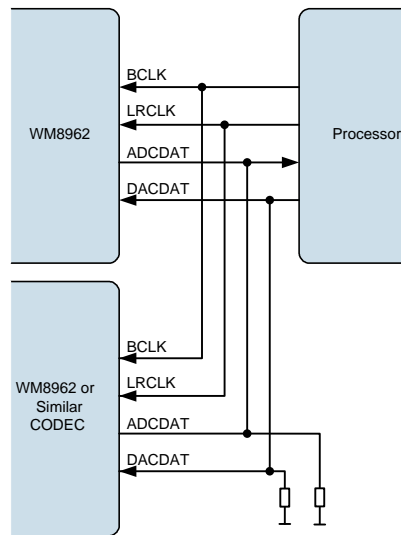 BCLK
LRCLK
WM8962
Processor
ADCDAT
DACDAT
BCLK
LRCLK
WM8962 or
Similar
CODEC
ADCDAT
DACDAT